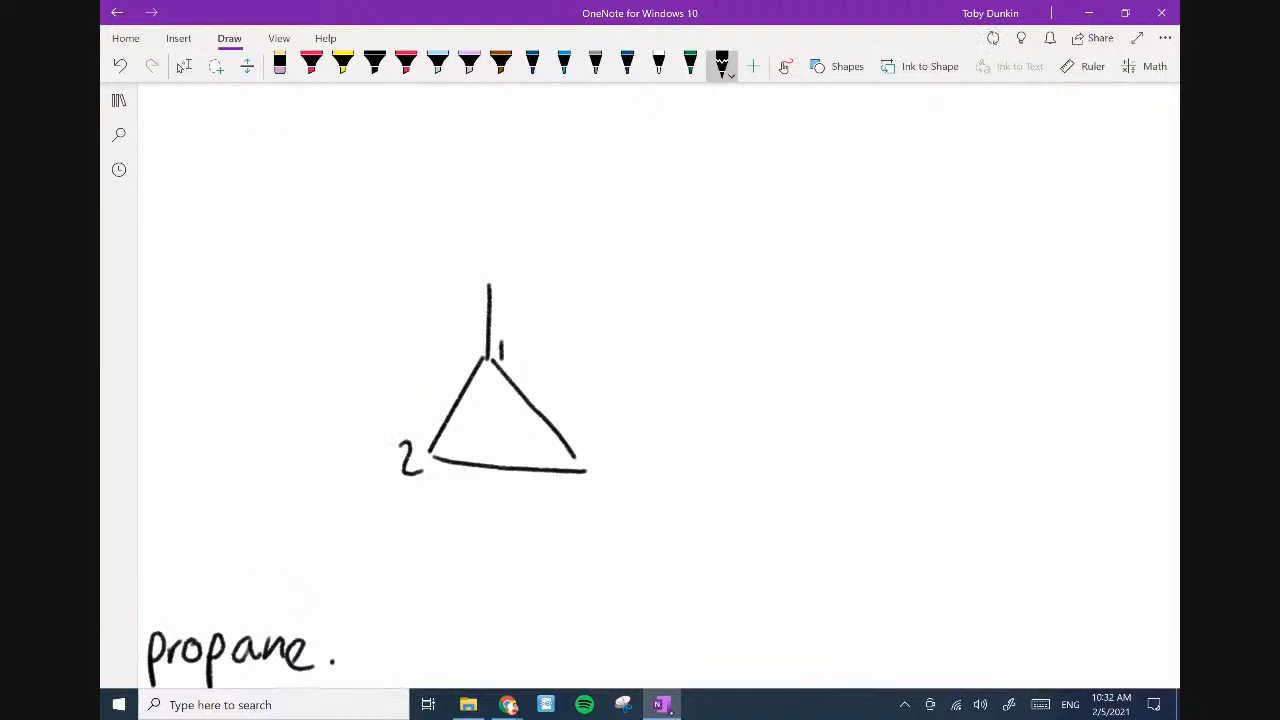 OneNote for Windows 10
Toby Dunkin
Home Insert Draw View Help
Share
Shapes Ink to Shape Ink to Text Ruler Math
1
2
propane.
Type here to search
ENG
10:32 AM
2/5/2021